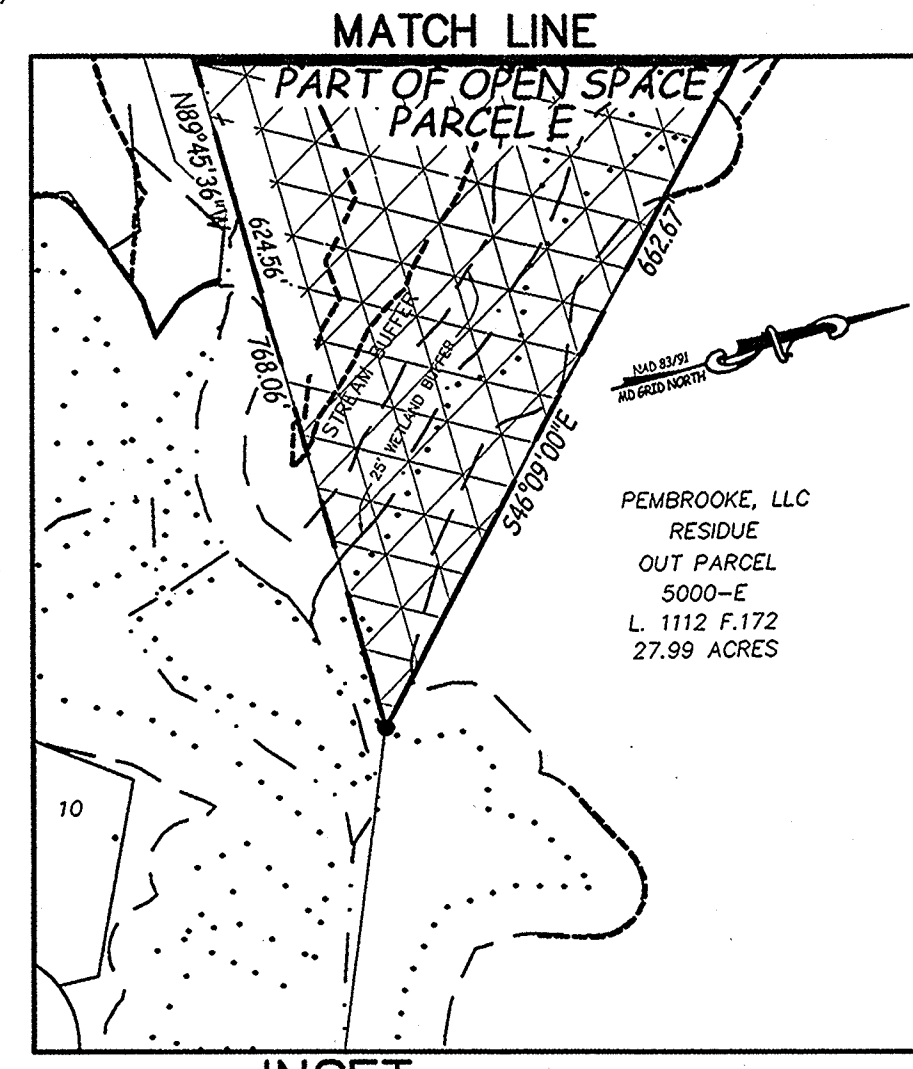 MATCH LINE
PART OF OPEN SPACE
PARCEL E
N89°45'36"W
624.56'
768.06'
662.67'
STREAM BUFFER
25' WETLAND BUFFER
S46°09'00"E
NAD 83/91
MD GRID NORTH
PEMBROOKE, LLC
RESIDUE
OUT PARCEL
5000-E
L. 1112 F.172
27.99 ACRES
10
INSET